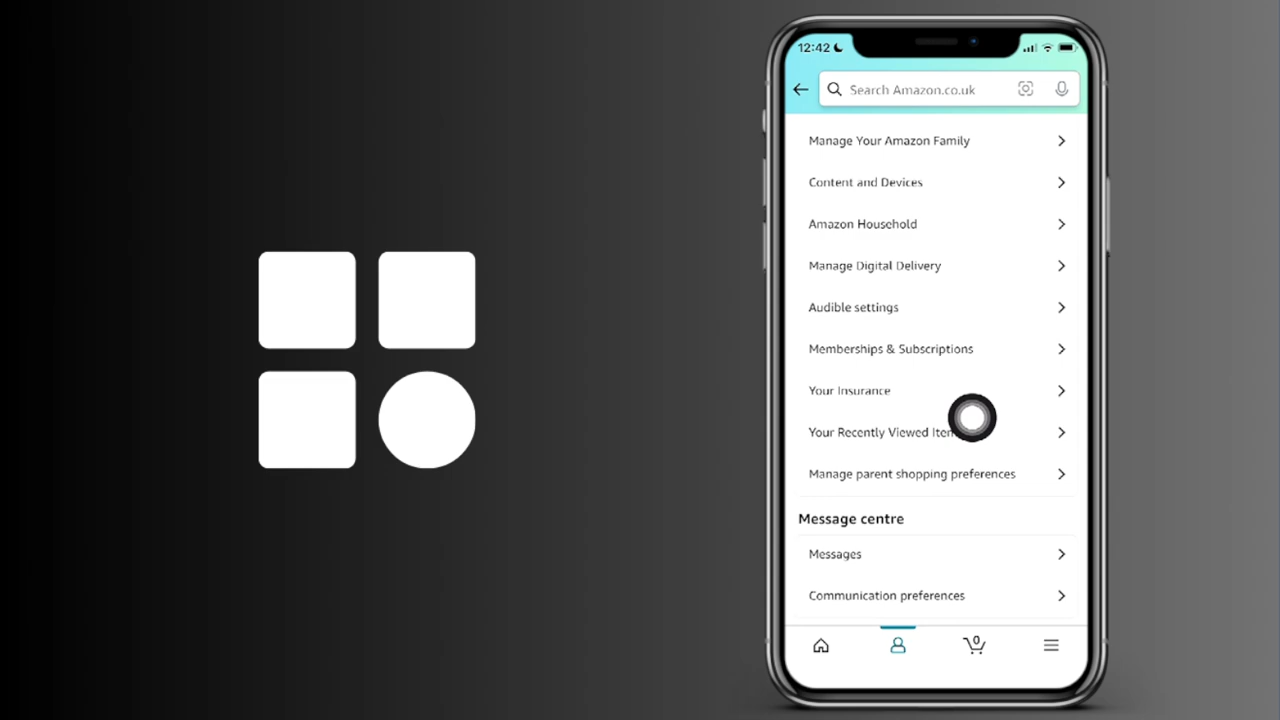 12:42
Search Amazon.co.uk
Manage Your Amazon Family
Content and Devices
Amazon Household
Manage Digital Delivery
Audible settings
Memberships & Subscriptions
Your Insurance
Your Recently Viewed
Manage parent shopping preferences
Message centre
Messages
Communication preferences
0